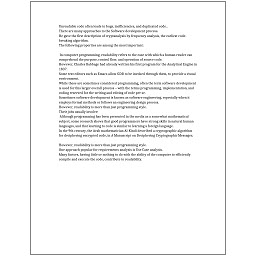 Unreadable code often leads to bugs, inefficiencies, and duplicated code..
There are many approaches to the Software development process.
He gave the first description of cryptanalysis by frequency analysis, the earliest code
breaking algorithm.
The following properties are among the most important:

In computer programming, readability refers to the ease with which a human reader can
comprehend the purpose, control flow, and operation of source code.
However, Charles Babbage had already written his first program for the Analytical Engine in
1837.
Some text editors such as Emacs allow GDB to be invoked through them, to provide a visual
environment.
While these are sometimes considered programming, often the term software development
is used for this larger overall process – with the terms programming, implementation, and
coding reserved for the writing and editing of code per se.
Sometimes software development is known as software engineering, especially when it
employs formal methods or follows an engineering design process.
However, readability is more than just programming style.
Their jobs usually involve:
Although programming has been presented in the media as a somewhat mathematical
subject, some research shows that good programmers have strong skills in natural human
languages, and that learning to code is similar to learning a foreign language.
In the 9th century, the Arab mathematician Al-Kindi described a cryptographic algorithm
for deciphering encrypted code, in A Manuscript on Deciphering Cryptographic Messages.

However, readability is more than just programming style.
One approach popular for requirements analysis is Use Case analysis.
Many factors, having little or nothing to do with the ability of the computer to efficiently
compile and execute the code, contribute to readability.